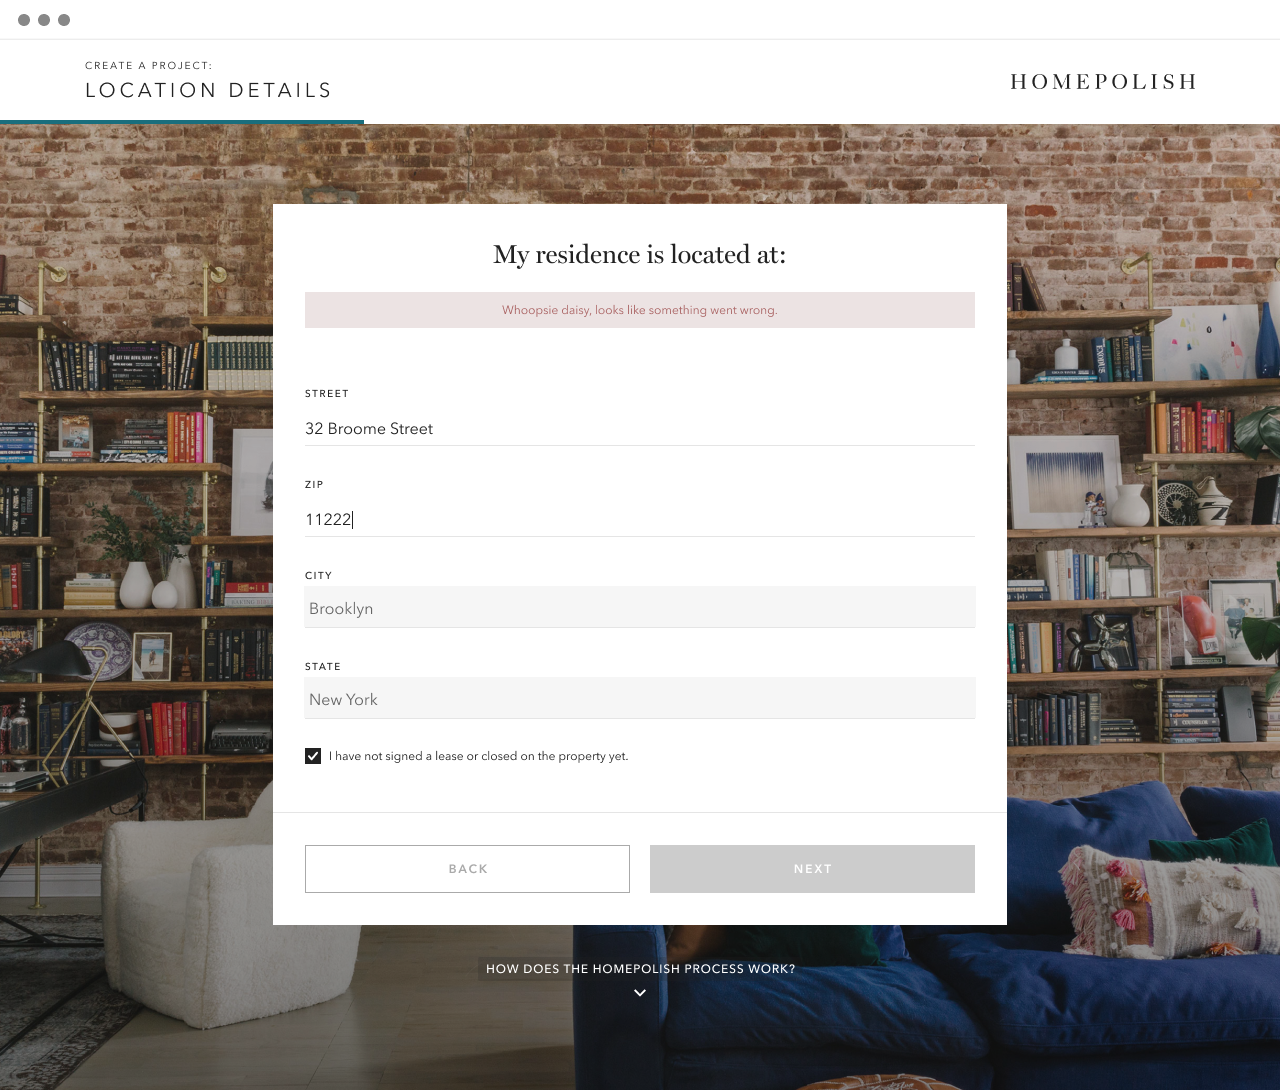 CREATE A PROJECT:
LOCATION DETAILS
HOMEPOLISH
My residence is located at:
Whoopsie daisy, looks like something went wrong.
STREET
32 Broome Street
ZIP
11222
CITY
Brooklyn
STATE
New York
I have not signed a lease or closed on the property yet.
BACK
NEXT
HOW DOES THE HOMEPOLISH PROCESS WORK?